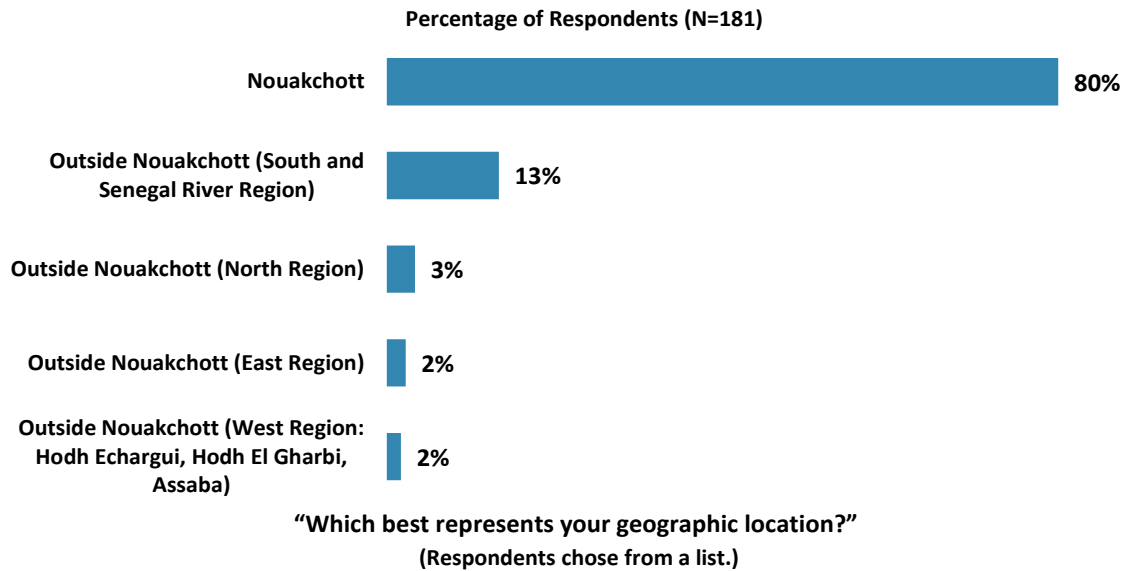 Percentage of Respondents (N=181)
Nouakchott
80%
Outside Nouakchott (South and
Senegal River Region)
13%
Outside Nouakchott (North Region)
3%
Outside Nouakchott (East Region)
2%
Outside Nouakchott (West Region:
Hodh Echargui, Hodh El Gharbi,
Assaba)
2%
“Which best represents your geographic location?”
(Respondents chose from a list.)